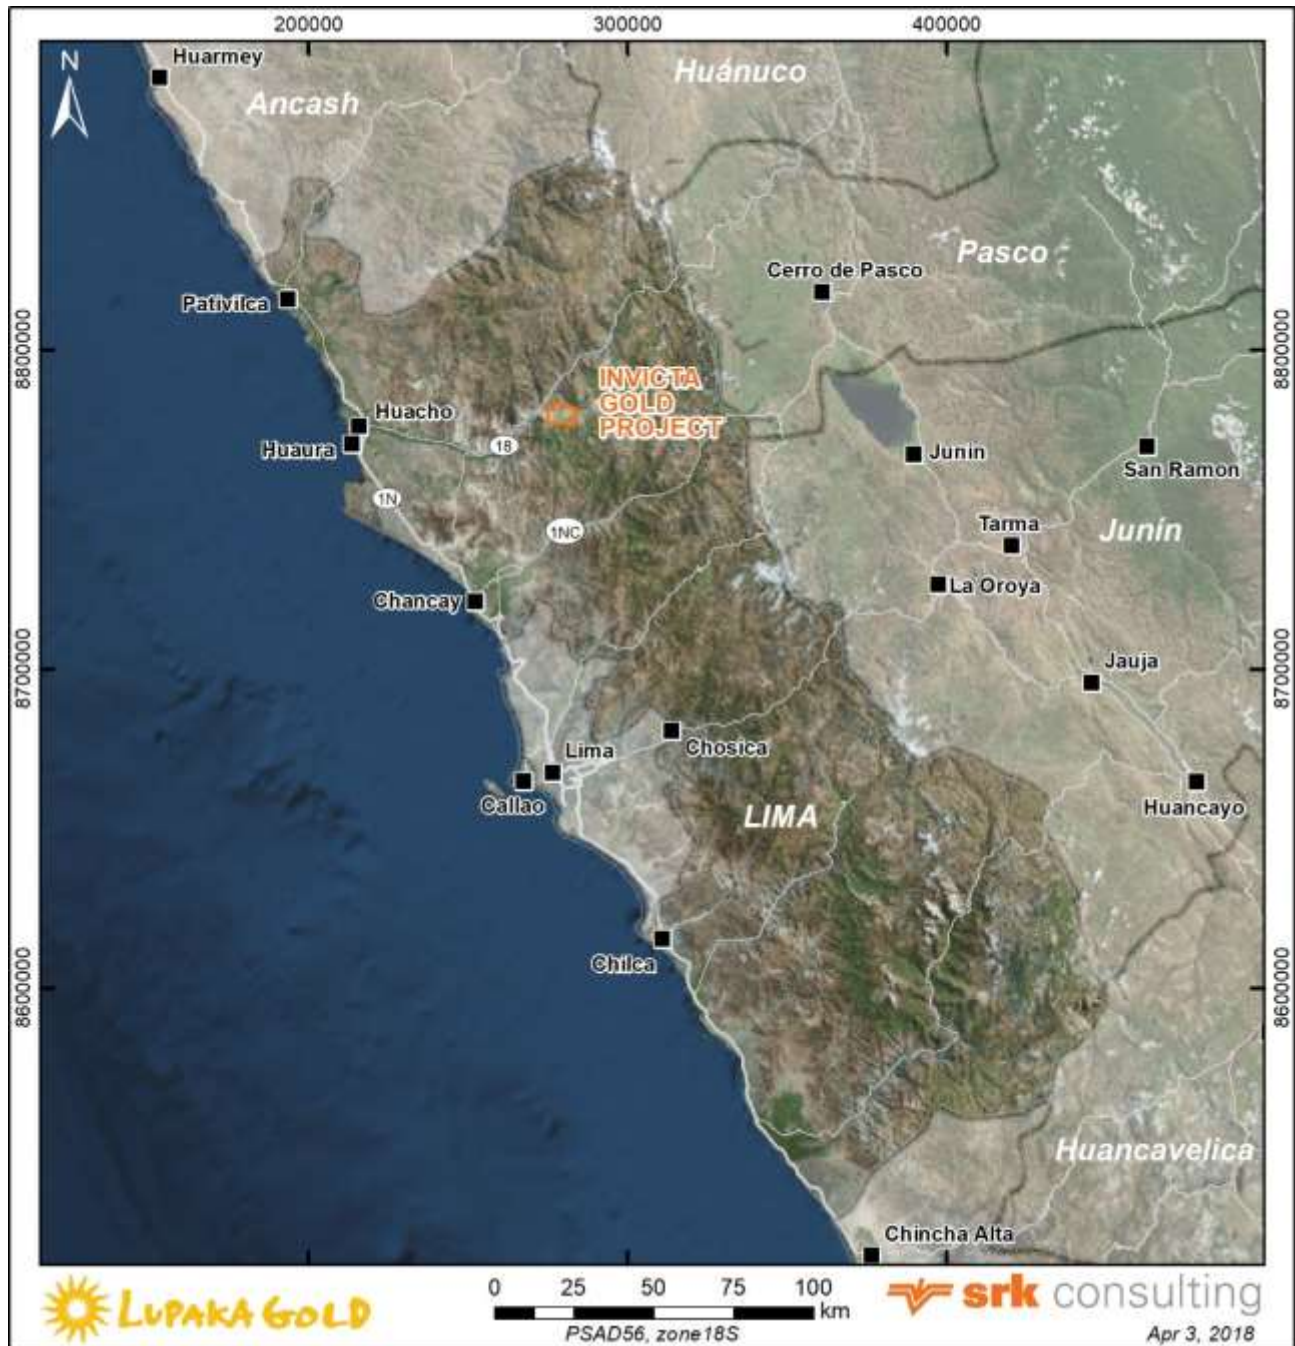 200000
300000
400000
N
Huarmey
Ancash
Huánuco
Pasco
Cerro de Pasco
Pativilca
8800000
8800000
INVICTA
GOLD
PROJECT
Huacho
Huaura
18
1N
1NC
Junin
San Ramon
Tarma
Junín
La Oroya
Chancay
8700000
8700000
Jauja
Chosica
Lima
Callao
LIMA
Huancayo
Chilca
8600000
8600000
Huancavelica
Chincha Alta
LUPAKA GOLD
0 25 50 75 100
km
PSAD56, zone18S
srk consulting
Apr 3, 2018